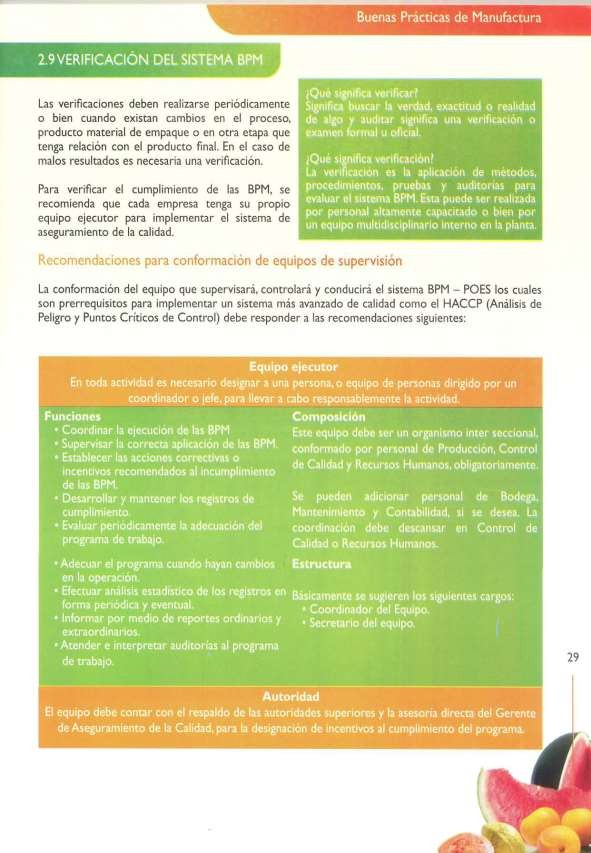 Buenas Prácticas de Manufactura
2.9 VERIFICACIÓN DEL SISTEMA BPM
Las verificaciones deben realizarse periódicamente
o bien cuando existan cambios en el proceso,
producto material de empaque o en otra etapa que
tenga relación con el producto final. En el caso de
malos resultados es necesaria una verificación.
Para verificar el cumplimiento de las BPM, se
recomienda que cada empresa tenga su propio
equipo ejecutor para implementar el sistema de
aseguramiento de la calidad.
¿Qué significa verificar?
Significa buscar la verdad, exactitud o realidad
de algo y auditar significa una verificación o
examen formal u oficial.
¿Qué significa verificación?
La verificación es la aplicación de métodos,
procedimientos, pruebas y auditorías para
evaluar el sistema BPM. Esta puede ser realizada
por personal altamente capacitado o bien por
un equipo multidisciplinario interno en la planta.
Recomendaciones para conformación de equipos de supervisión
La conformación del equipo que supervisará, controlará y conducirá el sistema BPM – POES los cuales
son prerrequisitos para implementar un sistema más avanzado de calidad como el HACCP (Análisis de
Peligro y Puntos Críticos de Control) debe responder a las recomendaciones siguientes:
Equipo ejecutor
En toda actividad es necesario designar a una persona, o equipo de personas dirigido por un
coordinador o jefe, para llevar a cabo responsablemente la actividad.
Funciones
• Coordinar la ejecución de las BPM
• Supervisar la correcta aplicación de las BPM.
• Establecer las acciones correctivas o
incentivos recomendados al incumplimiento
de las BPM.
• Desarrollar y mantener los registros de
cumplimiento.
• Evaluar periódicamente la adecuación del
programa de trabajo.
• Adecuar el programa cuando hayan cambios
en la operación.
• Efectuar análisis estadístico de los registros en
forma periódica y eventual.
• Informar por medio de reportes ordinarios y
extraordinarios.
• Atender e interpretar auditorías al programa
de trabajo.
Composición
Este equipo debe ser un organismo inter seccional,
conformado por personal de Producción, Control
de Calidad y Recursos Humanos, obligatoriamente.
Se pueden adicionar personal de Bodega,
Mantenimiento y Contabilidad, si se desea. La
coordinación debe descansar en Control de
Calidad o Recursos Humanos.
Estructura
Básicamente se sugieren los siguientes cargos:
• Coordinador del Equipo.
• Secretario del equipo.
Autoridad
El equipo debe contar con el respaldo de las autoridades superiores y la asesoría directa del Gerente
de Aseguramiento de la Calidad, para la designación de incentivos al cumplimiento del programa.
29